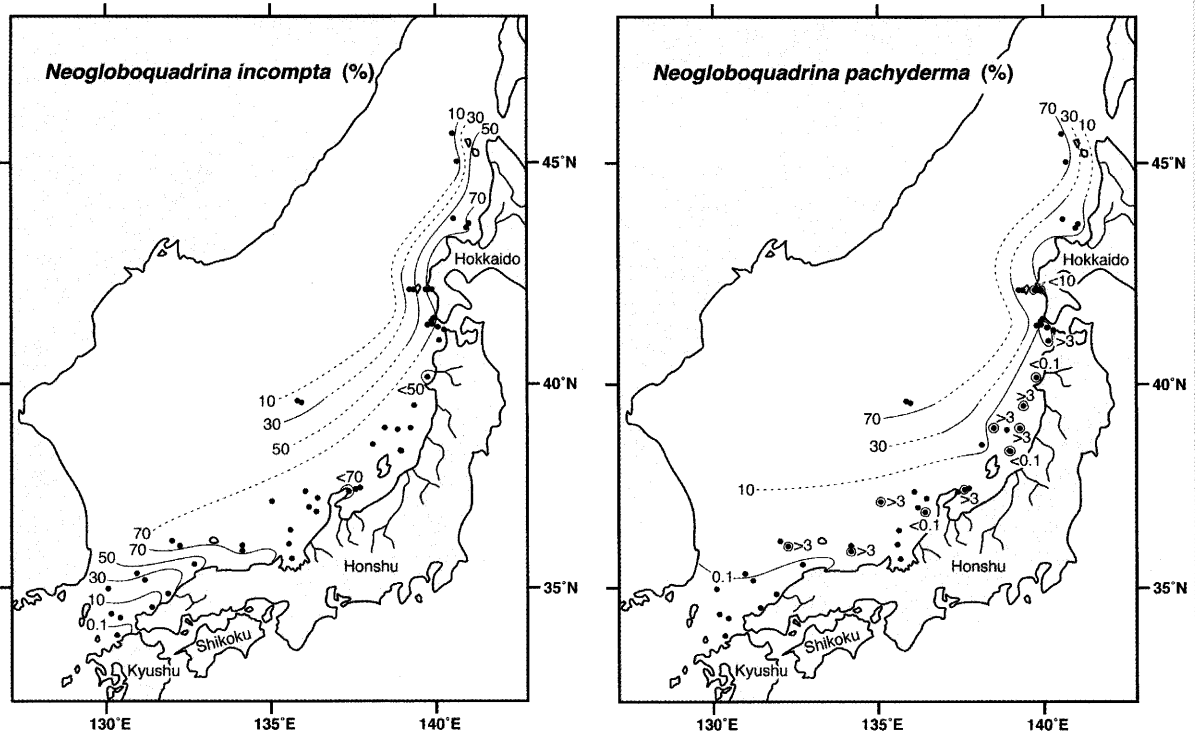 Neogloboquadrina incompta (%)
10 30 50
45°N
70
Hokkaido
40°N
10
<50
30
50
<70
70
70
50
30
10
0.1
Honshu
35°N
Shikoku
Kyushu
130°E 135°E 140°E
Neogloboquadrina pachyderma (%)
70 30 10
45°N
Hokkaido
<10
>3
<0.1
40°N
>3
70
>3
>3
30
<0.1
10
>3
>3
<0.1
>3
>3
0.1
Honshu
35°N
Shikoku
Kyushu
130°E 135°E 140°E